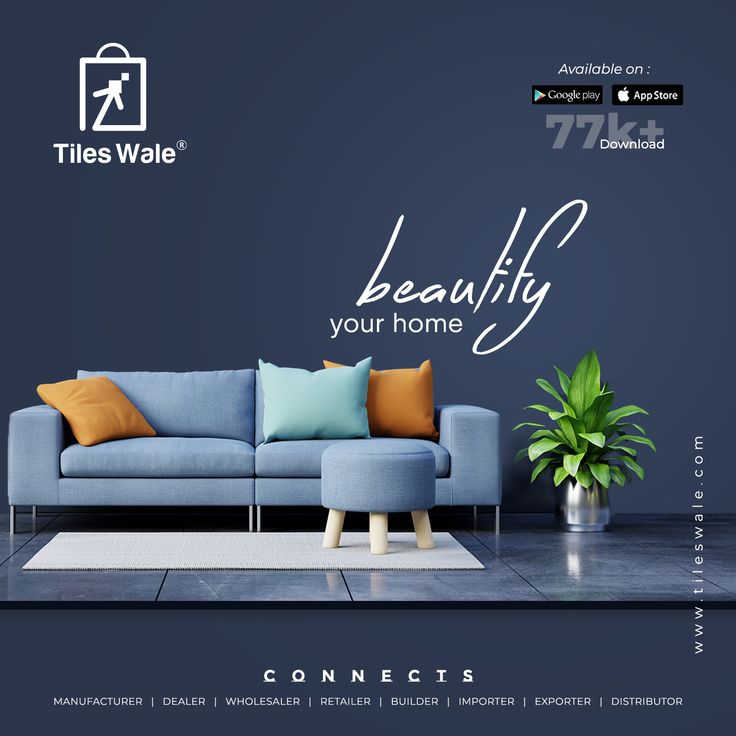 Tiles Wale®
Available on :
Google play
App Store
77k+
Download
beautify
your home
www.tileswale.com
CONNECTS
MANUFACTURER | DEALER | WHOLESALER | RETAILER | BUILDER | IMPORTER | EXPORTER | DISTRIBUTOR